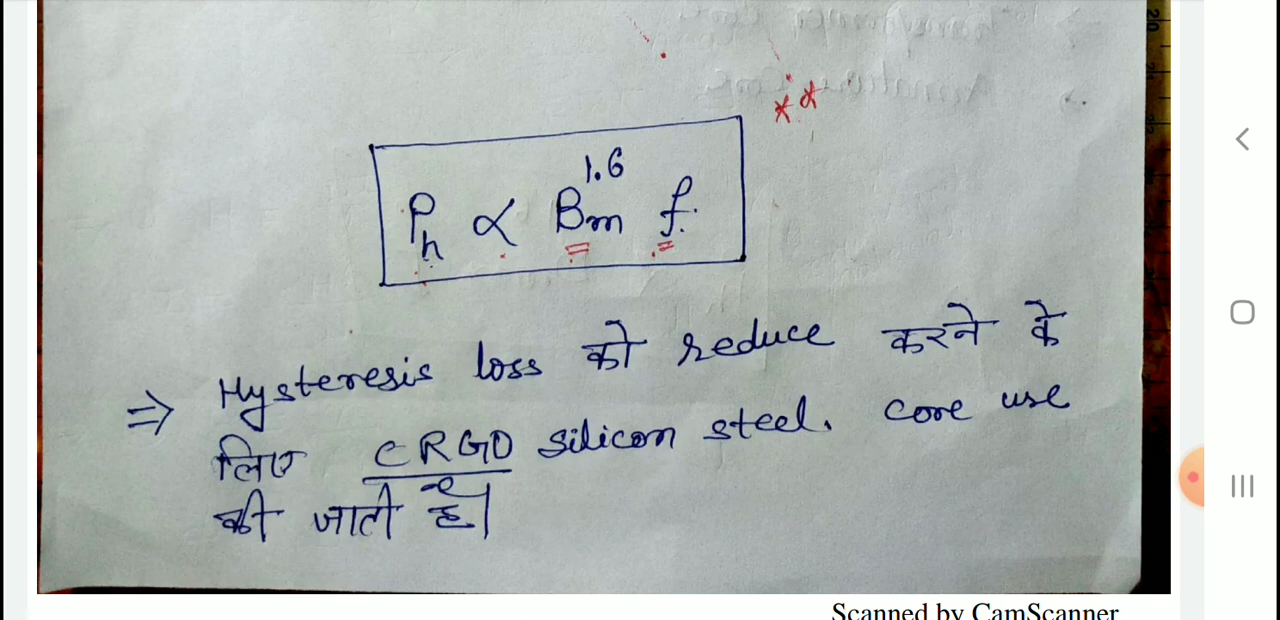 **
Pₕ ∝ Bm^1.6 f
⇒ Hysteresis loss को reduce करने के
लिए CRGO silicon steel. core use
की जाती है।
Scanned by CamScanner